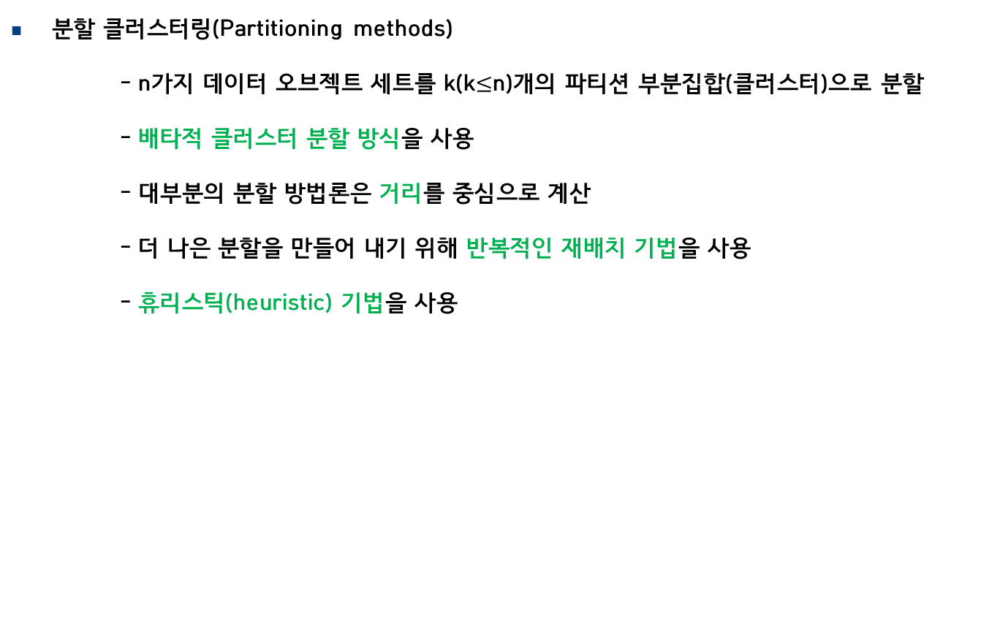 ▪ 분할 클러스터링(Partitioning methods)
- n가지 데이터 오브젝트 세트를 k(k≤n)개의 파티션 부분집합(클러스터)으로 분할
- 배타적 클러스터 분할 방식을 사용
- 대부분의 분할 방법론은 거리를 중심으로 계산
- 더 나은 분할을 만들어 내기 위해 반복적인 재배치 기법을 사용
- 휴리스틱(heuristic) 기법을 사용